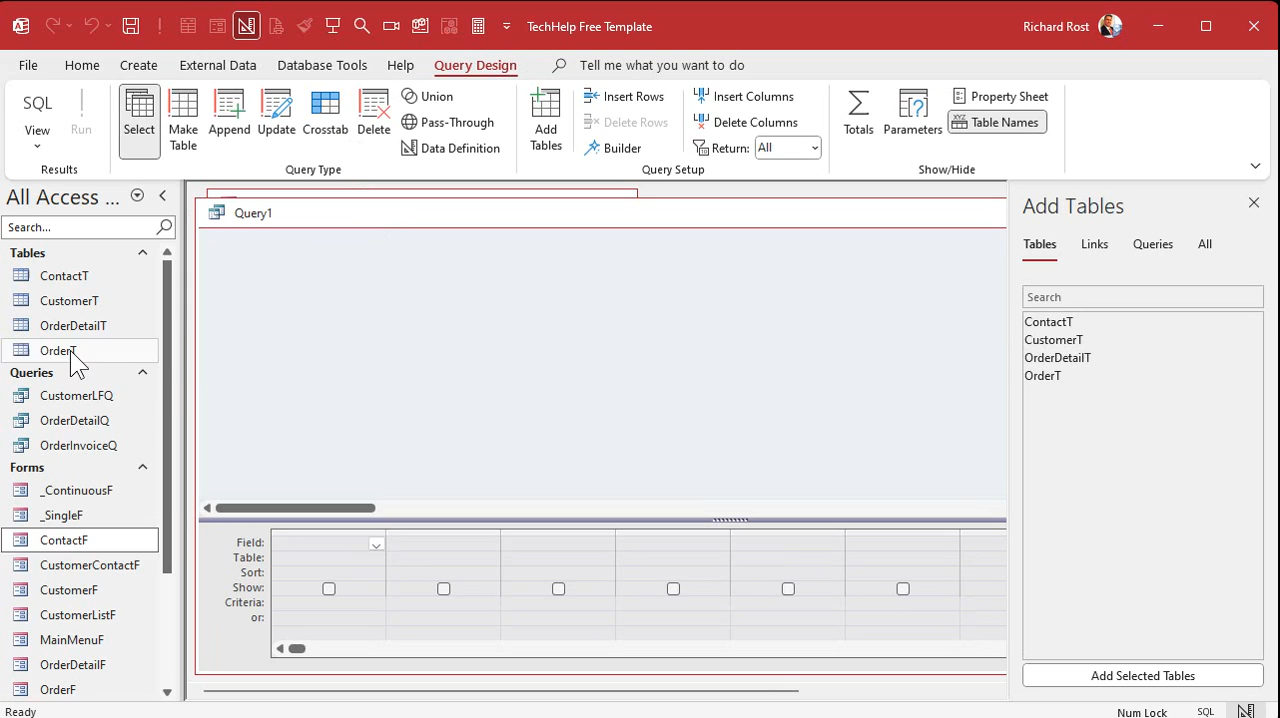 TechHelp Free Template
Richard Rost
File Home Create External Data Database Tools Help Query Design Tell me what you want to do
SQL
View
Run
Results
Select
Make
Table
Append
Update
Crosstab
Delete
Union
Pass-Through
Data Definition
Query Type
Add
Tables
Insert Rows
Delete Rows
Builder
Insert Columns
Delete Columns
Return: All
Query Setup
Totals
Parameters
Property Sheet
XYZ Table Names
Show/Hide
All Access ...
Search...
Tables
ContactT
CustomerT
OrderDetailT
OrderT
Queries
CustomerLFQ
OrderDetailQ
OrderInvoiceQ
Forms
_ContinuousF
_SingleF
ContactF
CustomerContactF
CustomerF
CustomerListF
MainMenuF
OrderDetailF
OrderF
Query1
Field:
Table:
Sort:
Show:
Criteria:
or:
Add Tables
Tables Links Queries All
Search
ContactT
CustomerT
OrderDetailT
OrderT
Add Selected Tables
Ready
Num Lock
SQL